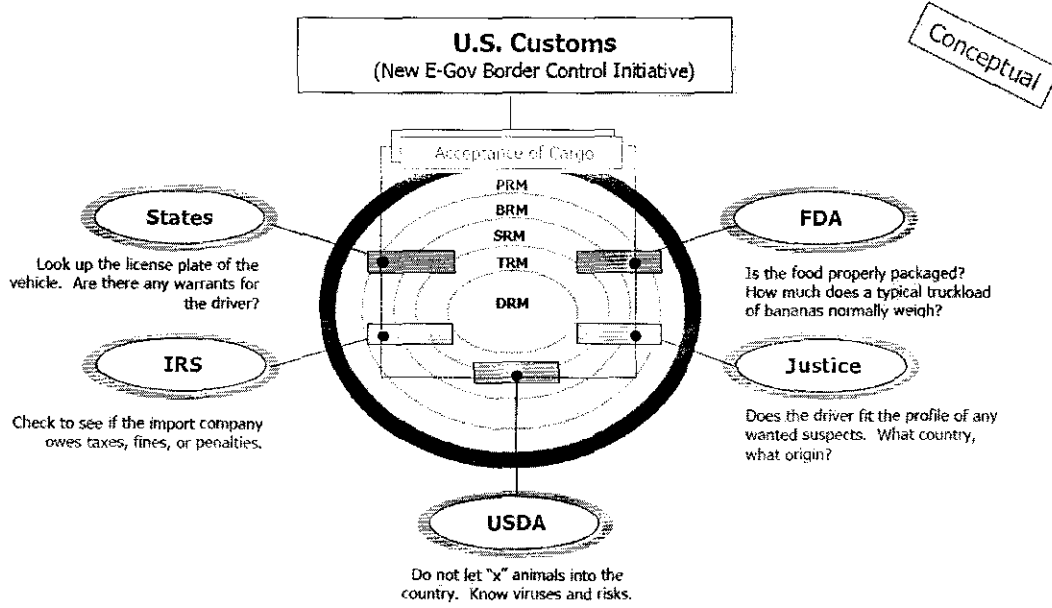 U.S. Customs
(New E-Gov Border Control Initiative)
Conceptual
Acceptance of Cargo
PRM
BRM
SRM
TRM
DRM
States
Look up the license plate of the
vehicle. Are there any warrants for
the driver?
FDA
Is the food properly packaged?
How much does a typical truckload
of bananas normally weigh?
IRS
Check to see if the import company
owes taxes, fines, or penalties.
Justice
Does the driver fit the profile of any
wanted suspects. What country,
what origin?
USDA
Do not let "x" animals into the
country. Know viruses and risks.